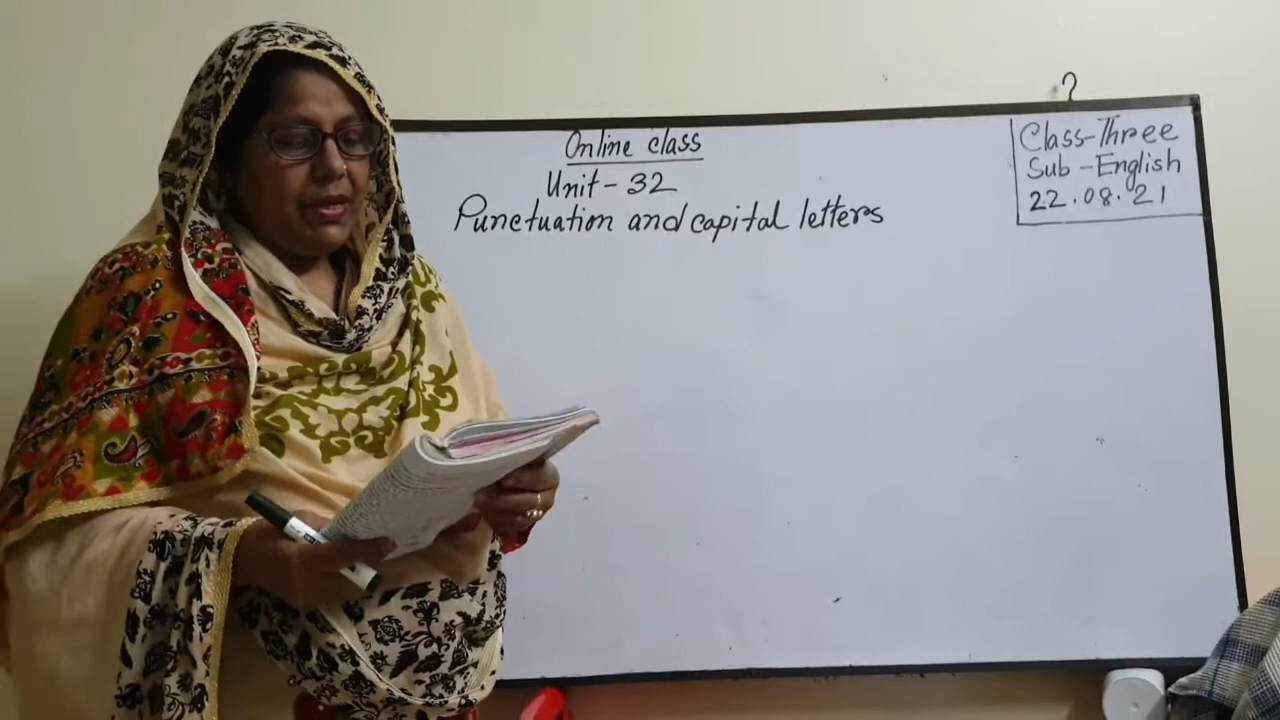 Online class
Unit - 32
Punctuation and capital letters
Class-Three
Sub - English
22.08.21